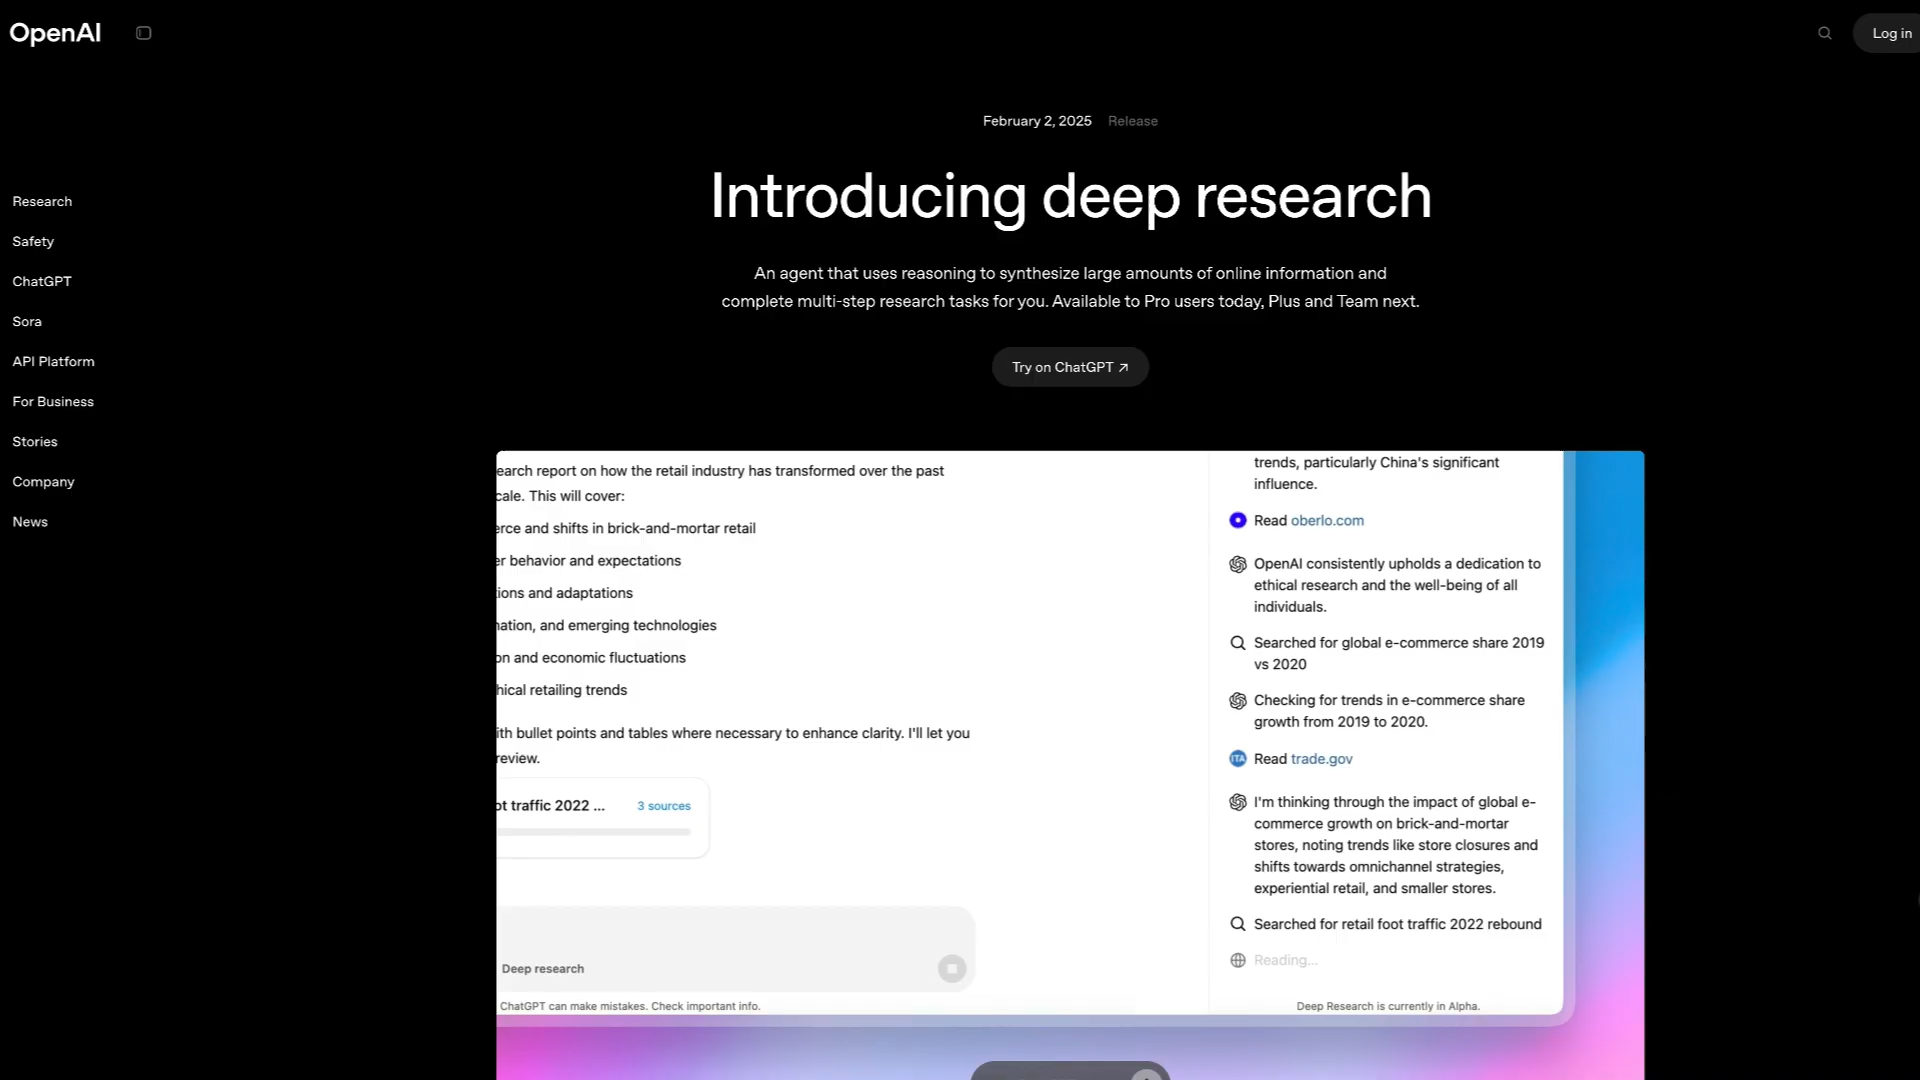 OpenAI
Log in
Research
Safety
ChatGPT
Sora
API Platform
For Business
Stories
Company
News
February 2, 2025 Release
Introducing deep research
An agent that uses reasoning to synthesize large amounts of online information and
complete multi-step research tasks for you. Available to Pro users today, Plus and Team next.
Try on ChatGPT ↗
earch report on how the retail industry has transformed over the past
cale. This will cover:
erce and shifts in brick-and-mortar retail
er behavior and expectations
ions and adaptations
nation, and emerging technologies
on and economic fluctuations
hical retailing trends
ith bullet points and tables where necessary to enhance clarity. I'll let you
review.
ot traffic 2022 ... 3 sources
Deep research
ChatGPT can make mistakes. Check important info.
trends, particularly China's significant
influence.
Read oberlo.com
OpenAI consistently upholds a dedication to
ethical research and the well-being of all
individuals.
Searched for global e-commerce share 2019
vs 2020
Checking for trends in e-commerce share
growth from 2019 to 2020.
ITA Read trade.gov
I'm thinking through the impact of global e-
commerce growth on brick-and-mortar
stores, noting trends like store closures and
shifts towards omnichannel strategies,
experiential retail, and smaller stores.
Searched for retail foot traffic 2022 rebound
Reading...
Deep Research is currently in Alpha.